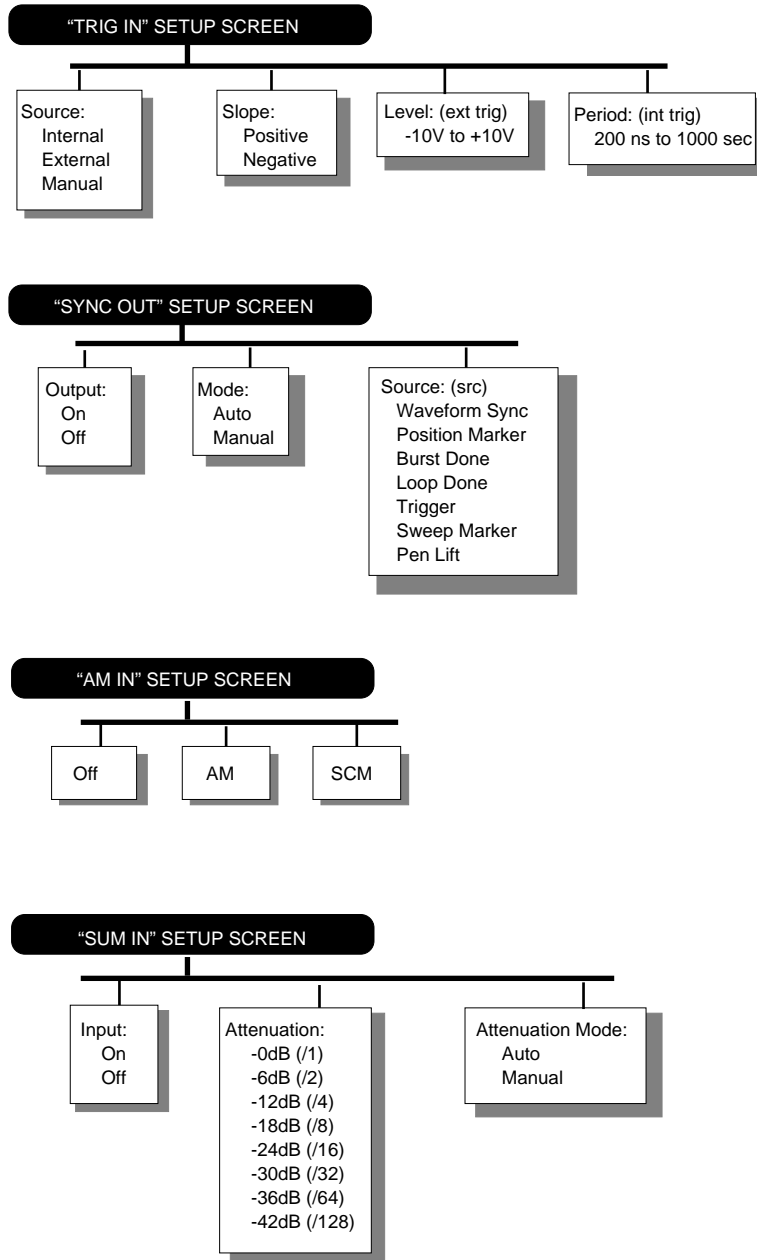 “TRIG IN” SETUP SCREEN
Source:
Internal
External
Manual
Slope:
Positive
Negative
Level: (ext trig)
-10V to +10V
Period: (int trig)
200 ns to 1000 sec
“SYNC OUT” SETUP SCREEN
Output:
On
Off
Mode:
Auto
Manual
Source: (src)
Waveform Sync
Position Marker
Burst Done
Loop Done
Trigger
Sweep Marker
Pen Lift
“AM IN” SETUP SCREEN
Off
AM
SCM
“SUM IN” SETUP SCREEN
Input:
On
Off
Attenuation:
-0dB (/1)
-6dB (/2)
-12dB (/4)
-18dB (/8)
-24dB (/16)
-30dB (/32)
-36dB (/64)
-42dB (/128)
Attenuation Mode:
Auto
Manual